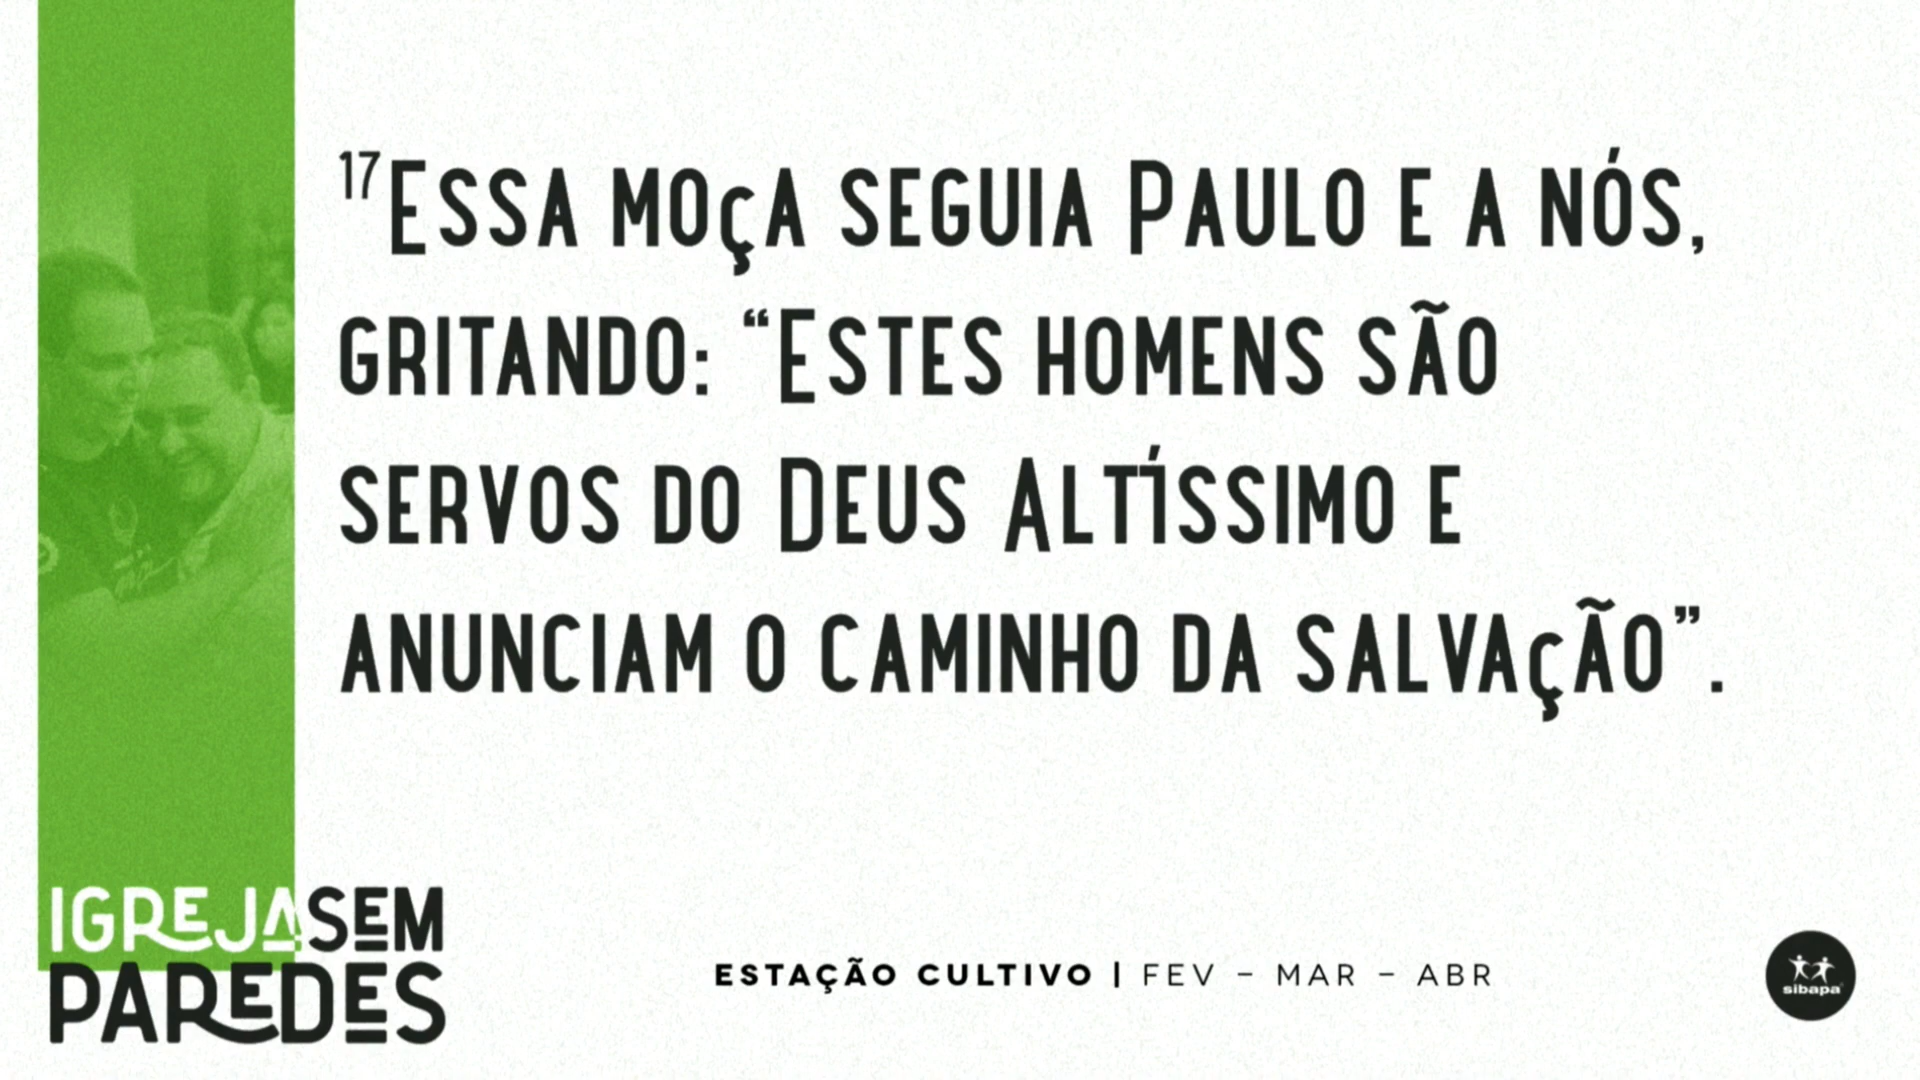 17 Essa moça seguia Paulo e a nós,
gritando: “Estes homens são
servos do Deus Altíssimo e
anunciam o caminho da salvação”.
IGREJA SEM
PAREDES
ESTAÇÃO CULTIVO | FEV – MAR – ABR
sibapa